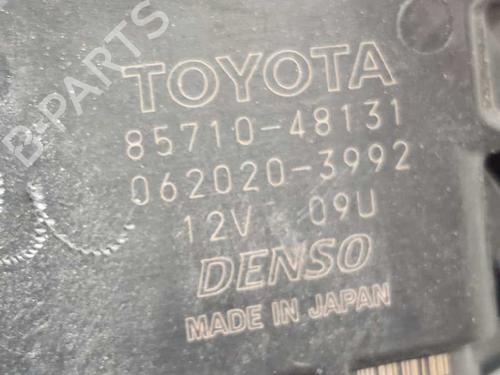 B-PARTS
TOYOTA
85710-48131
062020-3992
12V 09U
DENSO
MADE IN JAPAN